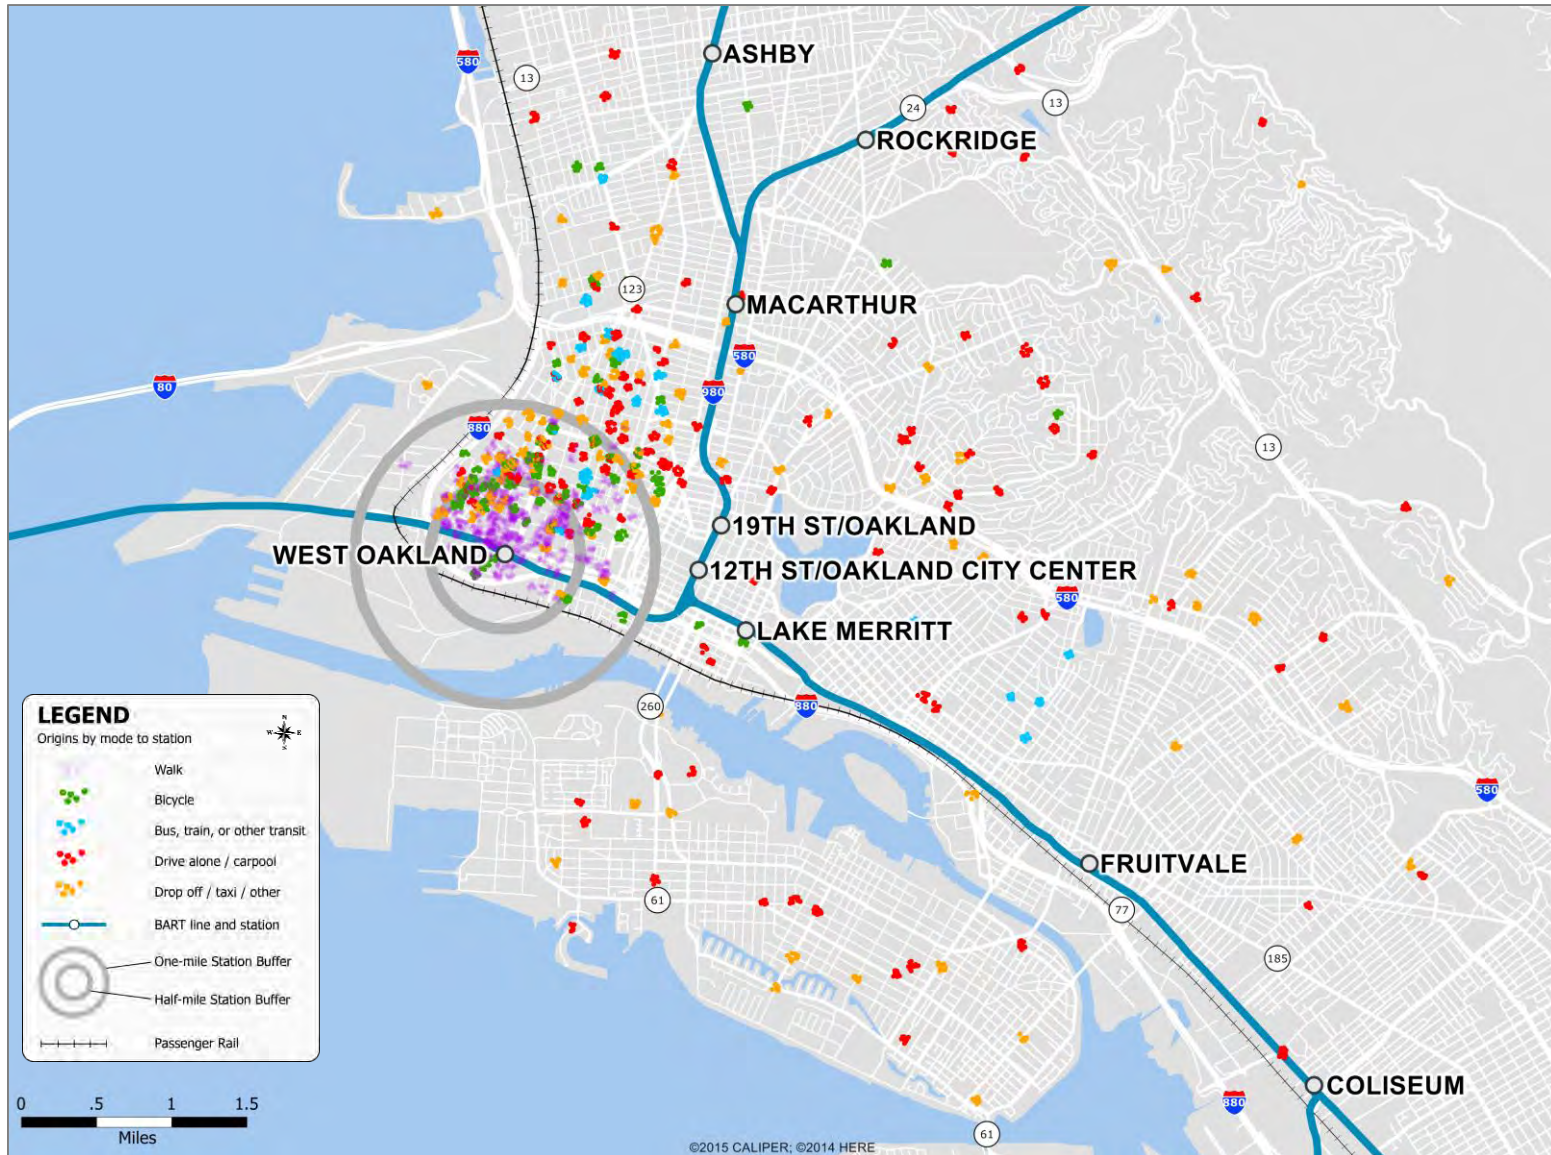 ASHBY
580
13
24
13
ROCKRIDGE
123
MACARTHUR
580
80
980
880
13
19TH ST/OAKLAND
WEST OAKLAND
12TH ST/OAKLAND CITY CENTER
580
LAKE MERRITT
260
880
LEGEND
Origins by mode to station
N
W E
S
Walk
Bicycle
Bus, train, or other transit
Drive alone / carpool
Drop off / taxi / other
BART line and station
One-mile Station Buffer
Half-mile Station Buffer
Passenger Rail
580
FRUITVALE
61
77
185
COLISEUM
0 .5 1 1.5
Miles
880
61
©2015 CALIPER; ©2014 HERE